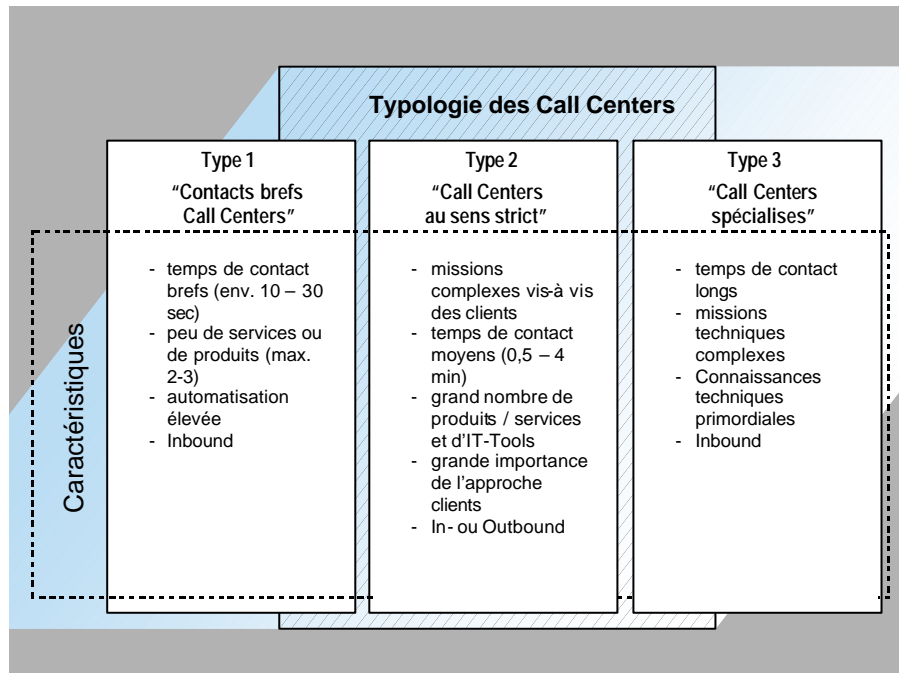 Typologie des Call Centers
Type 1
“Contacts brefs
Call Centers”
- temps de contact
brefs (env. 10 – 30
sec)
- peu de services ou
de produits (max.
2-3)
- automatisation
élevée
- Inbound
Type 2
“Call Centers
au sens strict”
- missions
complexes vis-à vis
des clients
- temps de contact
moyens (0,5 – 4
min)
- grand nombre de
produits / services
et d’IT-Tools
- grande importance
de l’approche
clients
- In- ou Outbound
Type 3
“Call Centers
spécialises”
- temps de contact
longs
- missions
techniques
complexes
- Connaissances
techniques
primordiales
- Inbound
Caractéristiques